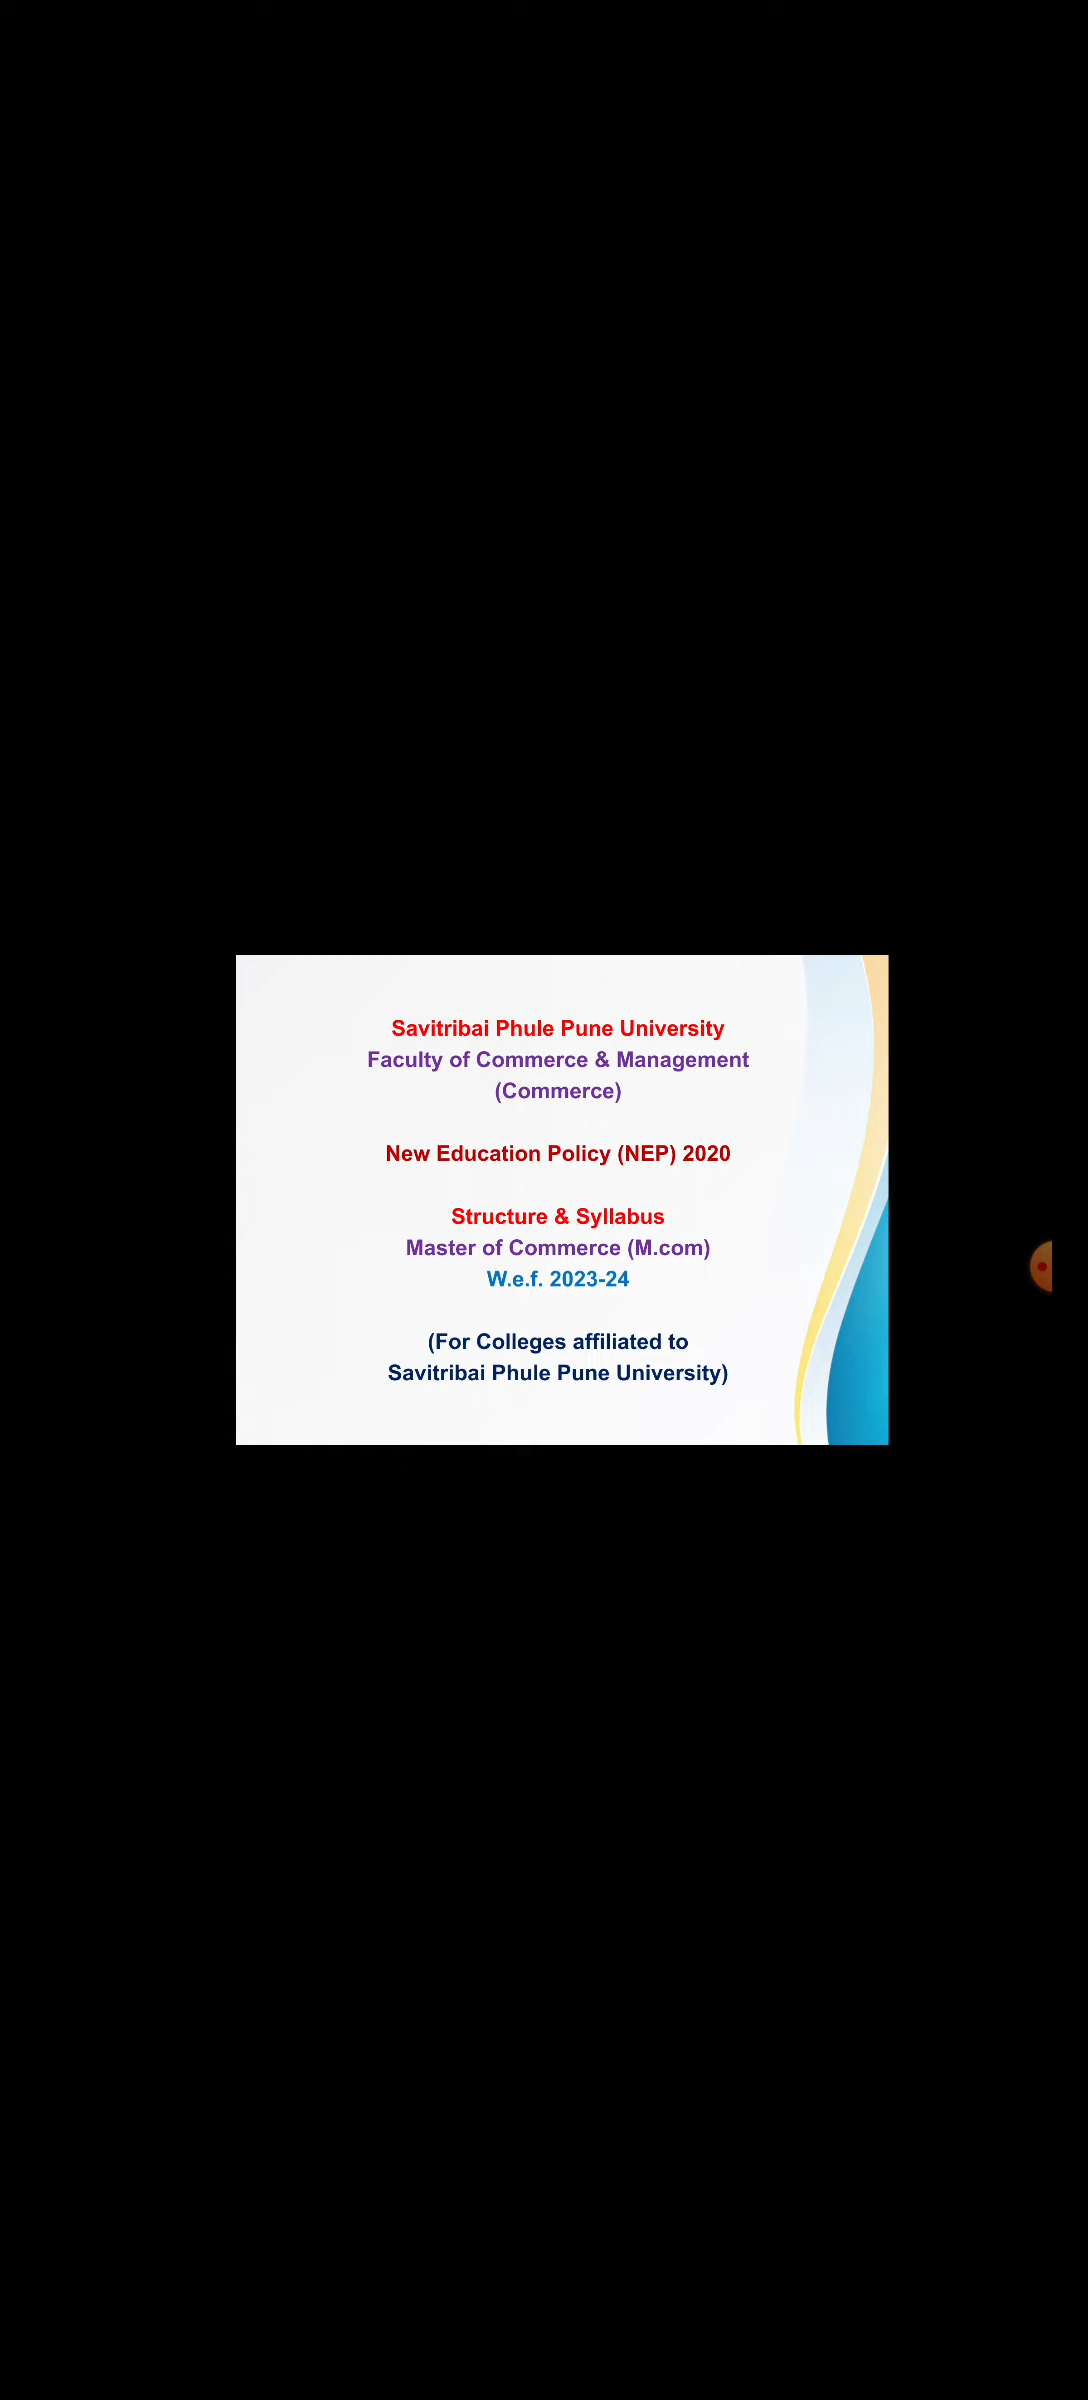 Savitribai Phule Pune University
Faculty of Commerce & Management
(Commerce)
New Education Policy (NEP) 2020
Structure & Syllabus
Master of Commerce (M.com)
W.e.f. 2023-24
(For Colleges affiliated to
Savitribai Phule Pune University)